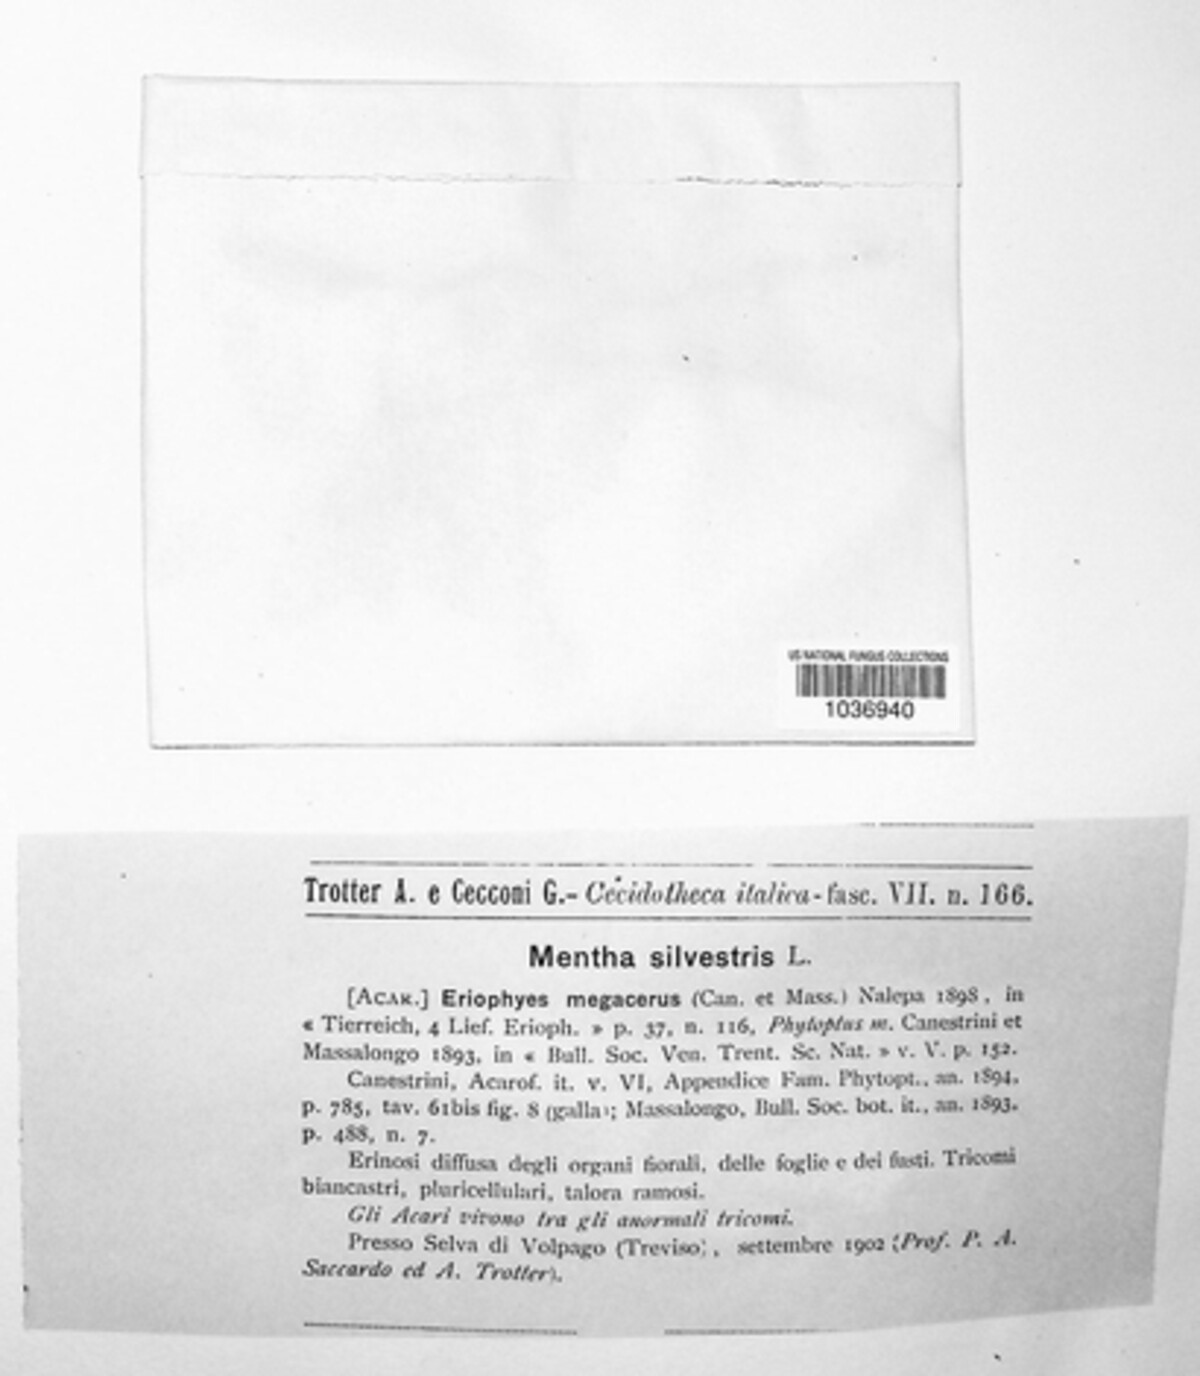 US NATIONAL FUNGUS COLLECTIONS
1036940
Trotter A. e Cecconi G.- Cecidotheca italica - fasc. VII. n. 166.
Mentha silvestris L.
[ACAR.] Eriophyes megacerus (Can. et Mass.) Nalepa 1898, in
« Tierreich, 4 Lief. Erioph. » p. 37, n. 116, Phytoptus m. Canestrini et
Massalongo 1893, in « Bull. Soc. Ven. Trent. Sc. Nat. » v. V. p. 152.
Canestrini, Acarof. it. v. VI, Appendice Fam. Phytopt., an. 1894,
p. 785, tav. 61bis fig. 8 (galla); Massalongo, Bull. Soc. bot. it., an. 1893,
p. 488, n. 7.
Erinosi diffusa degli organi fiorali, delle foglie e dei fusti. Tricomi
biancastri, pluricellulari, talora ramosi.
Gli Acari vivono tra gli anormali tricomi.
Presso Selva di Volpago (Treviso), settembre 1902 (Prof. P. A.
Saccardo ed A. Trotter).